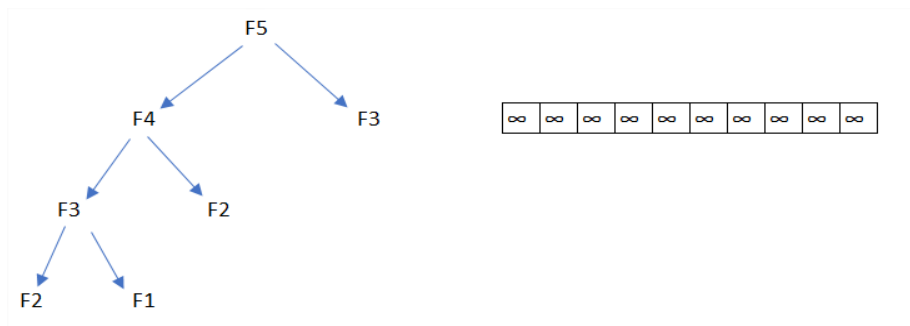 F5
F4 F3
∞ ∞ ∞ ∞ ∞ ∞ ∞ ∞ ∞ ∞
F3 F2
F2 F1